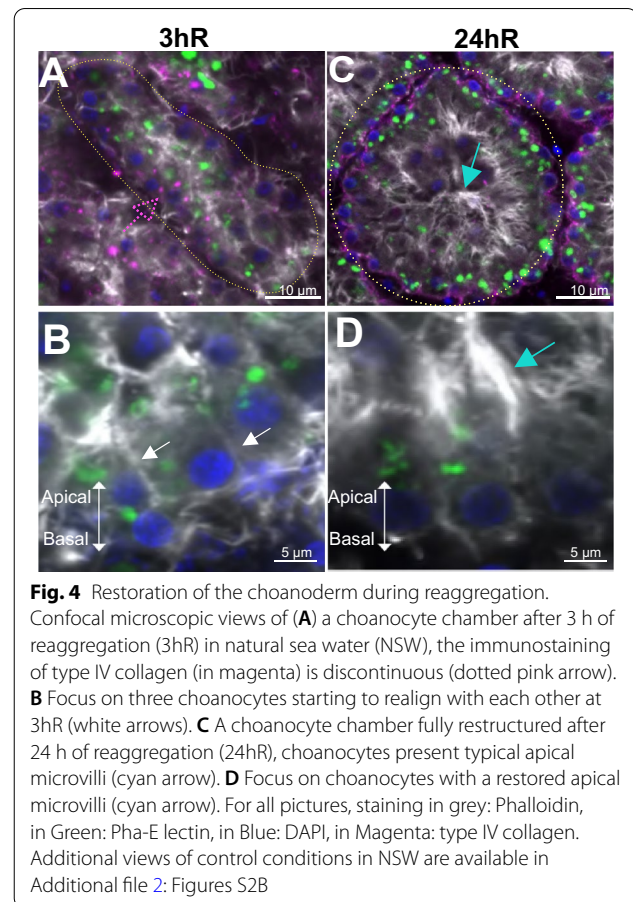 3hR
24hR
A
C
10 µm
10 µm
B
D
Apical
Basal
5 µm
Apical
Basal
5 µm
Fig. 4 Restoration of the choanoderm during reaggregation.
Confocal microscopic views of (A) a choanocyte chamber after 3 h of
reaggregation (3hR) in natural sea water (NSW), the immunostaining
of type IV collagen (in magenta) is discontinuous (dotted pink arrow).
B Focus on three choanocytes starting to realign with each other at
3hR (white arrows). C A choanocyte chamber fully restructured after
24 h of reaggregation (24hR), choanocytes present typical apical
microvilli (cyan arrow). D Focus on choanocytes with a restored apical
microvilli (cyan arrow). For all pictures, staining in grey: Phalloidin,
in Green: Pha-E lectin, in Blue: DAPI, in Magenta: type IV collagen.
Additional views of control conditions in NSW are available in
Additional file 2: Figures S2B